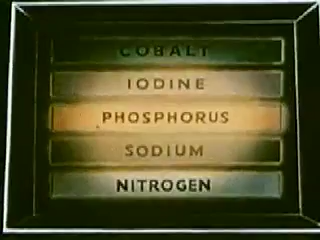 COBALT
IODINE
PHOSPHORUS
SODIUM
NITROGEN